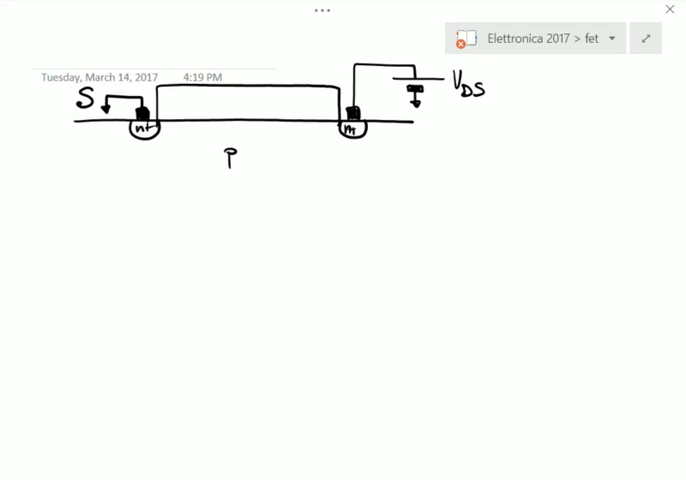 ...
Elettronica 2017 > fet
Tuesday, March 14, 2017 4:19 PM
S
VDS
n+
n+
P